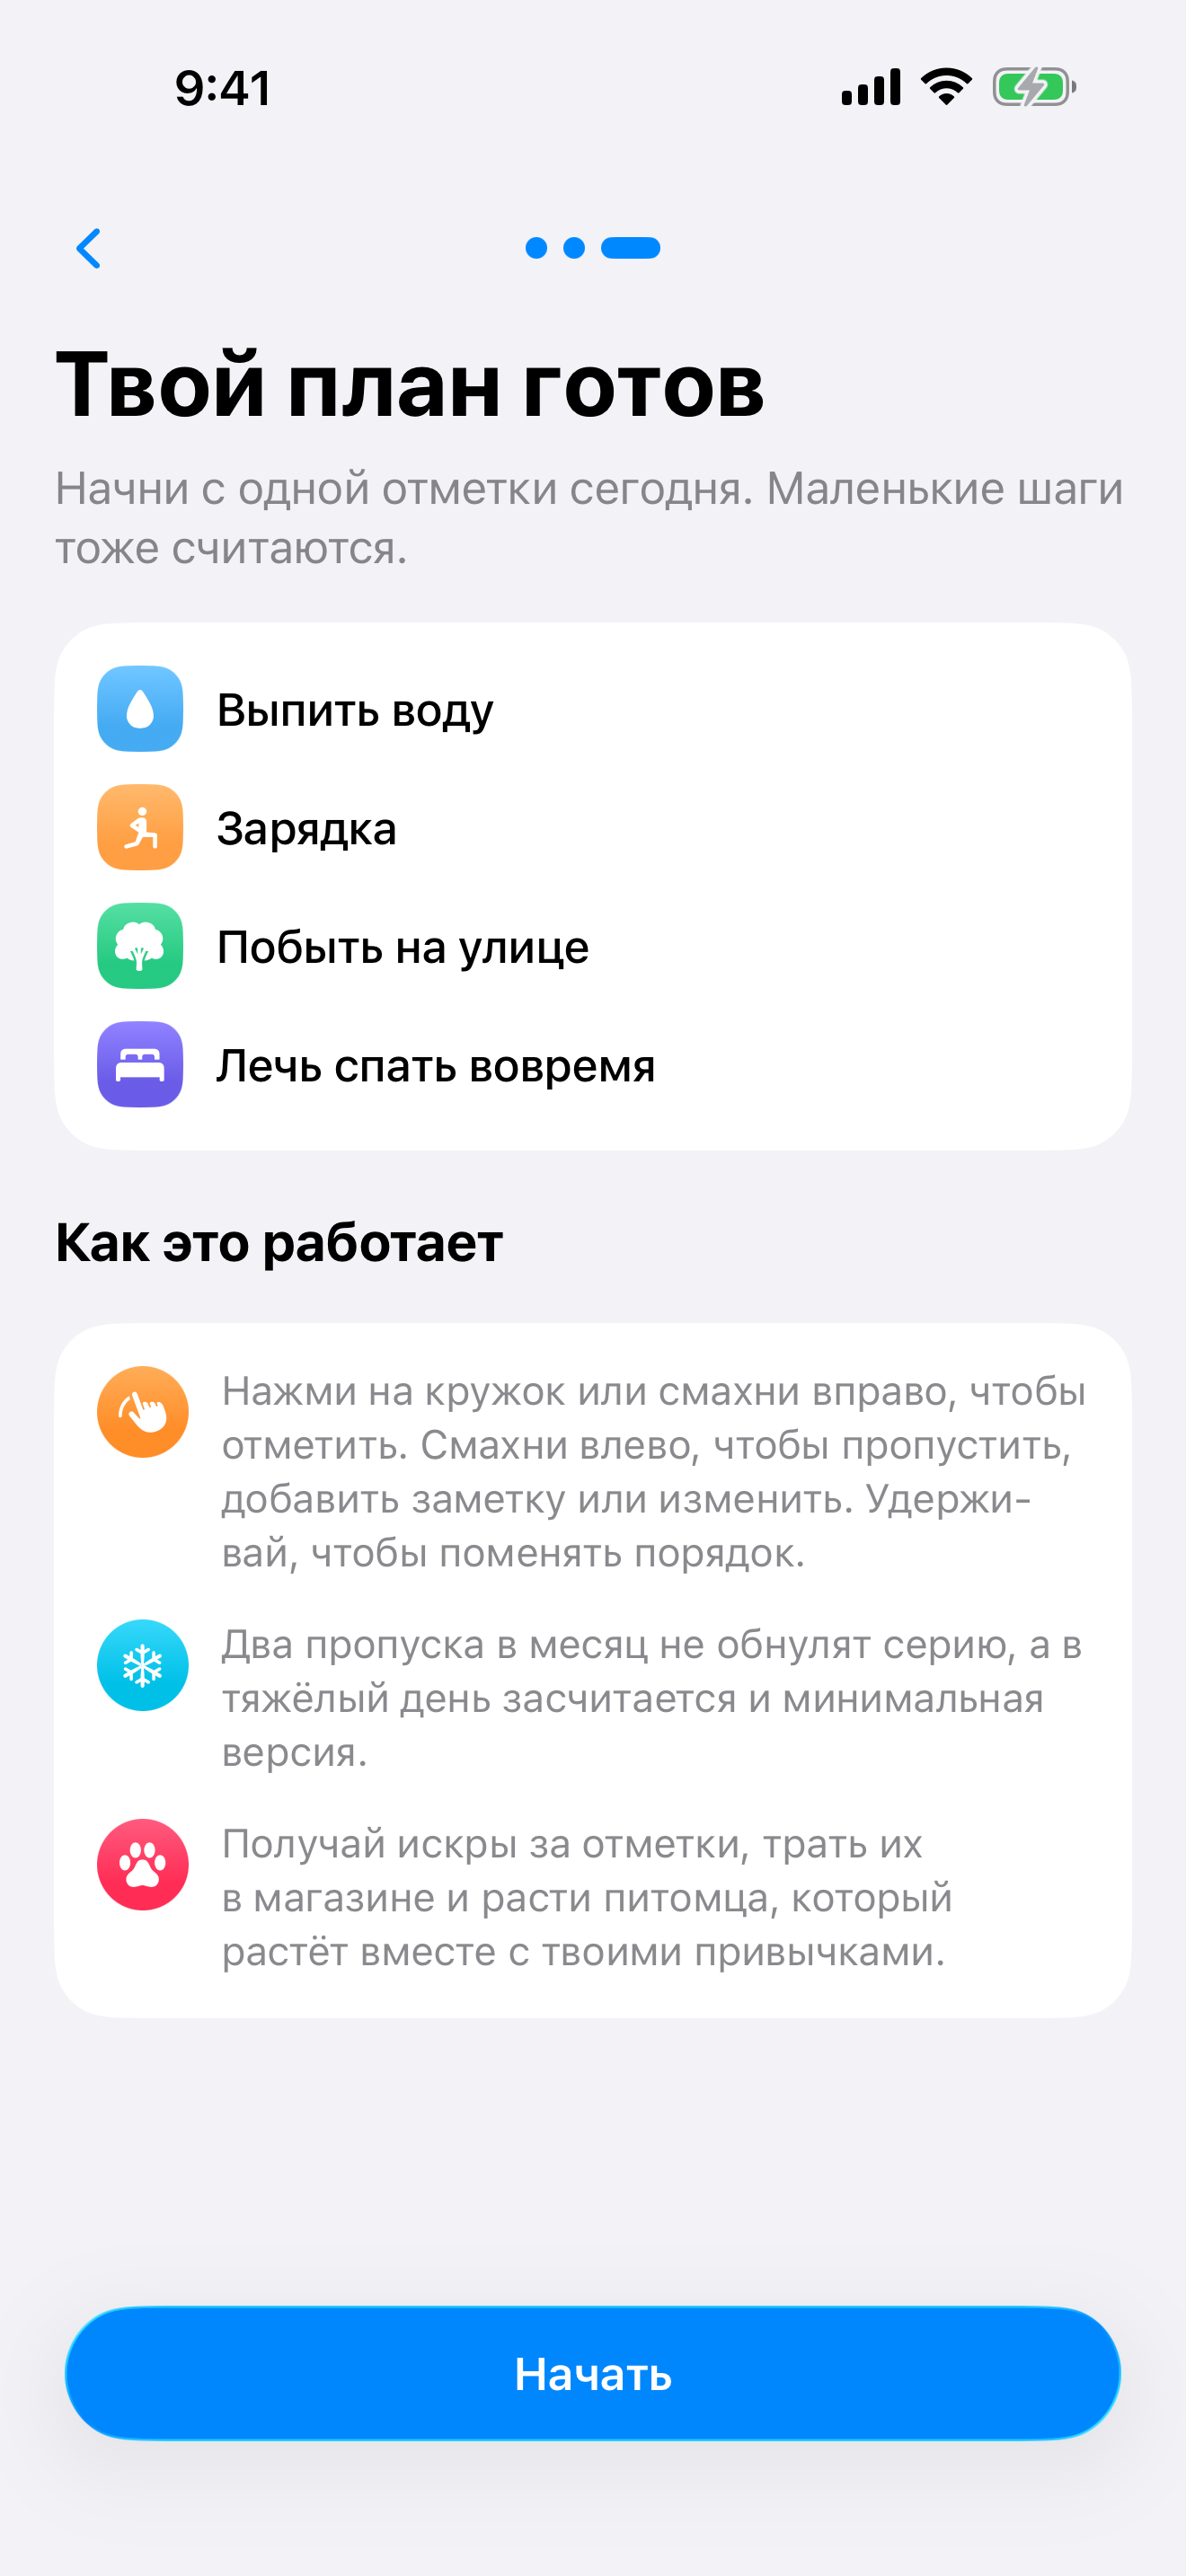 9:41
Твой план готов
Начни с одной отметки сегодня. Маленькие шаги
тоже считаются.
Выпить воду
Зарядка
Побыть на улице
Лечь спать вовремя
Как это работает
Нажми на кружок или смахни вправо, чтобы
отметить. Смахни влево, чтобы пропустить,
добавить заметку или изменить. Удержи-
вай, чтобы поменять порядок.
Два пропуска в месяц не обнулят серию, а в
тяжёлый день засчитается и минимальная
версия.
Получай искры за отметки, трать их
в магазине и расти питомца, который
растёт вместе с твоими привычками.
Начать